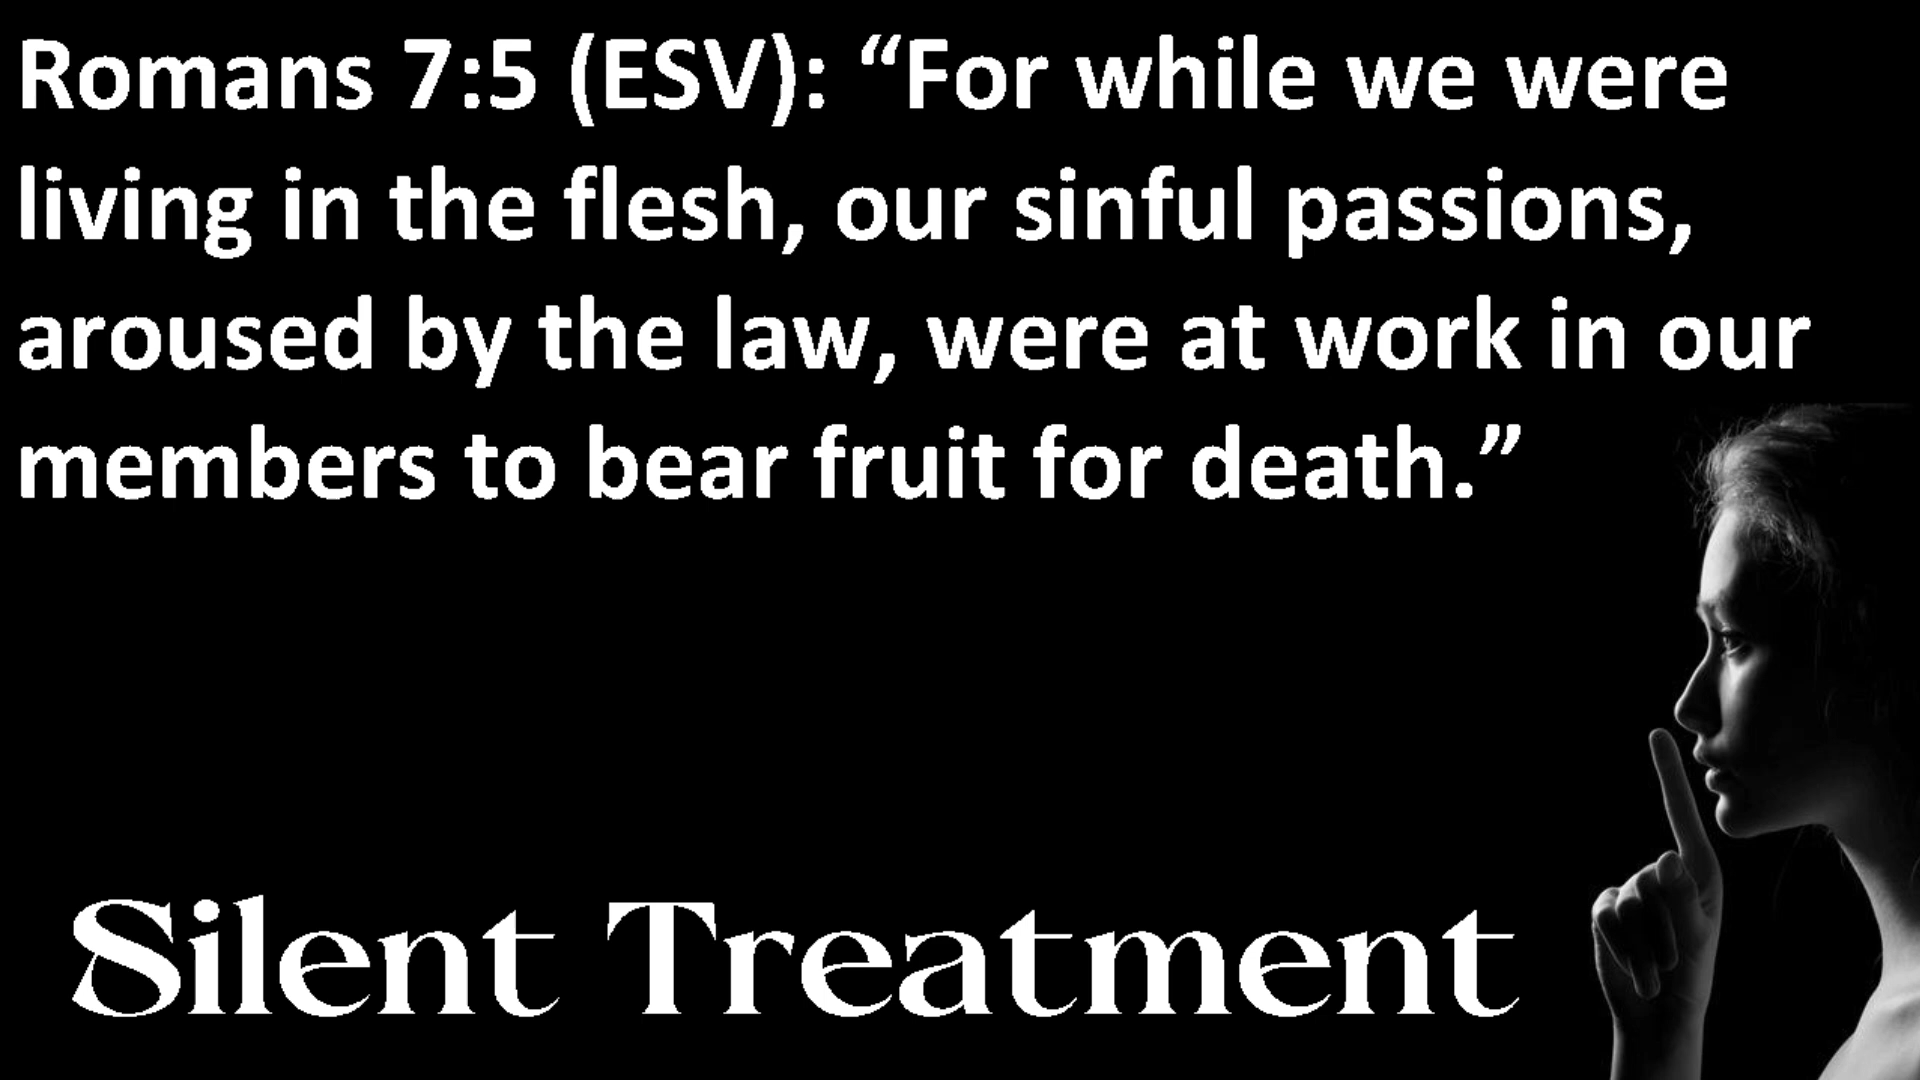 Romans 7:5 (ESV): “For while we were
living in the flesh, our sinful passions,
aroused by the law, were at work in our
members to bear fruit for death.”
Silent Treatment